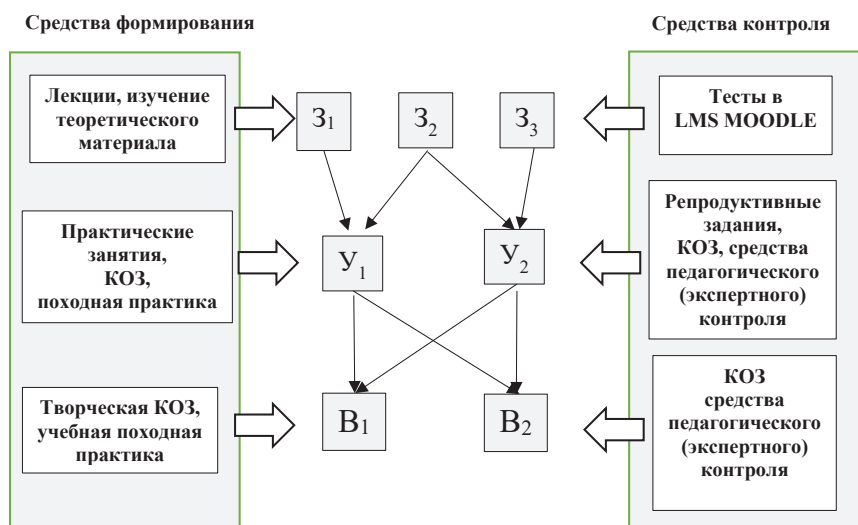 Средства формирования
Средства контроля
Лекции, изучение
теоретического
материала
З1
З2
З3
Тесты в
LMS MOODLE
Практические
занятия,
КОЗ,
походная практика
У1
У2
Репродуктивные
задания,
КОЗ, средства
педагогического
(экспертного)
контроля
Творческая КОЗ,
учебная походная
практика
В1
В2
КОЗ
средства
педагогического
(экспертного)
контроля